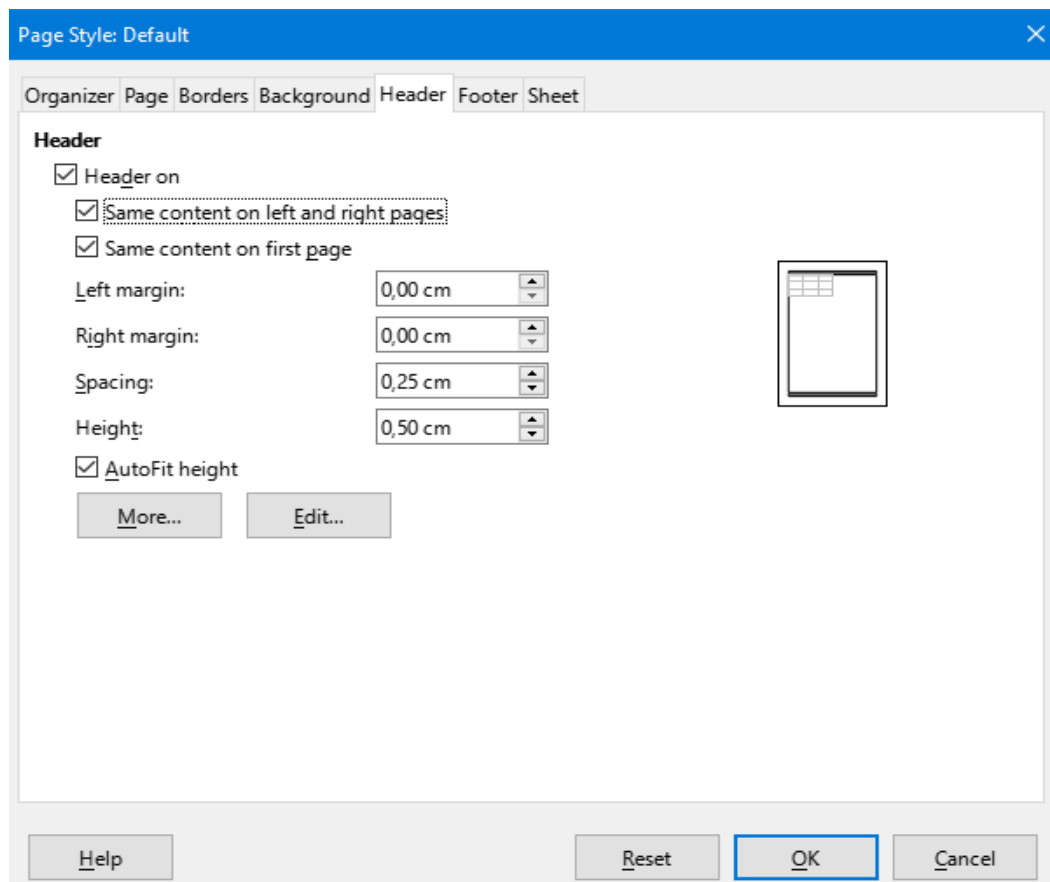 Page Style: Default
Organizer Page Borders Background Header Footer Sheet
Header
Header on
Same content on left and right pages
Same content on first page
Left margin: 0,00 cm
Right margin: 0,00 cm
Spacing: 0,25 cm
Height: 0,50 cm
AutoFit height
More... Edit...
Help Reset OK Cancel